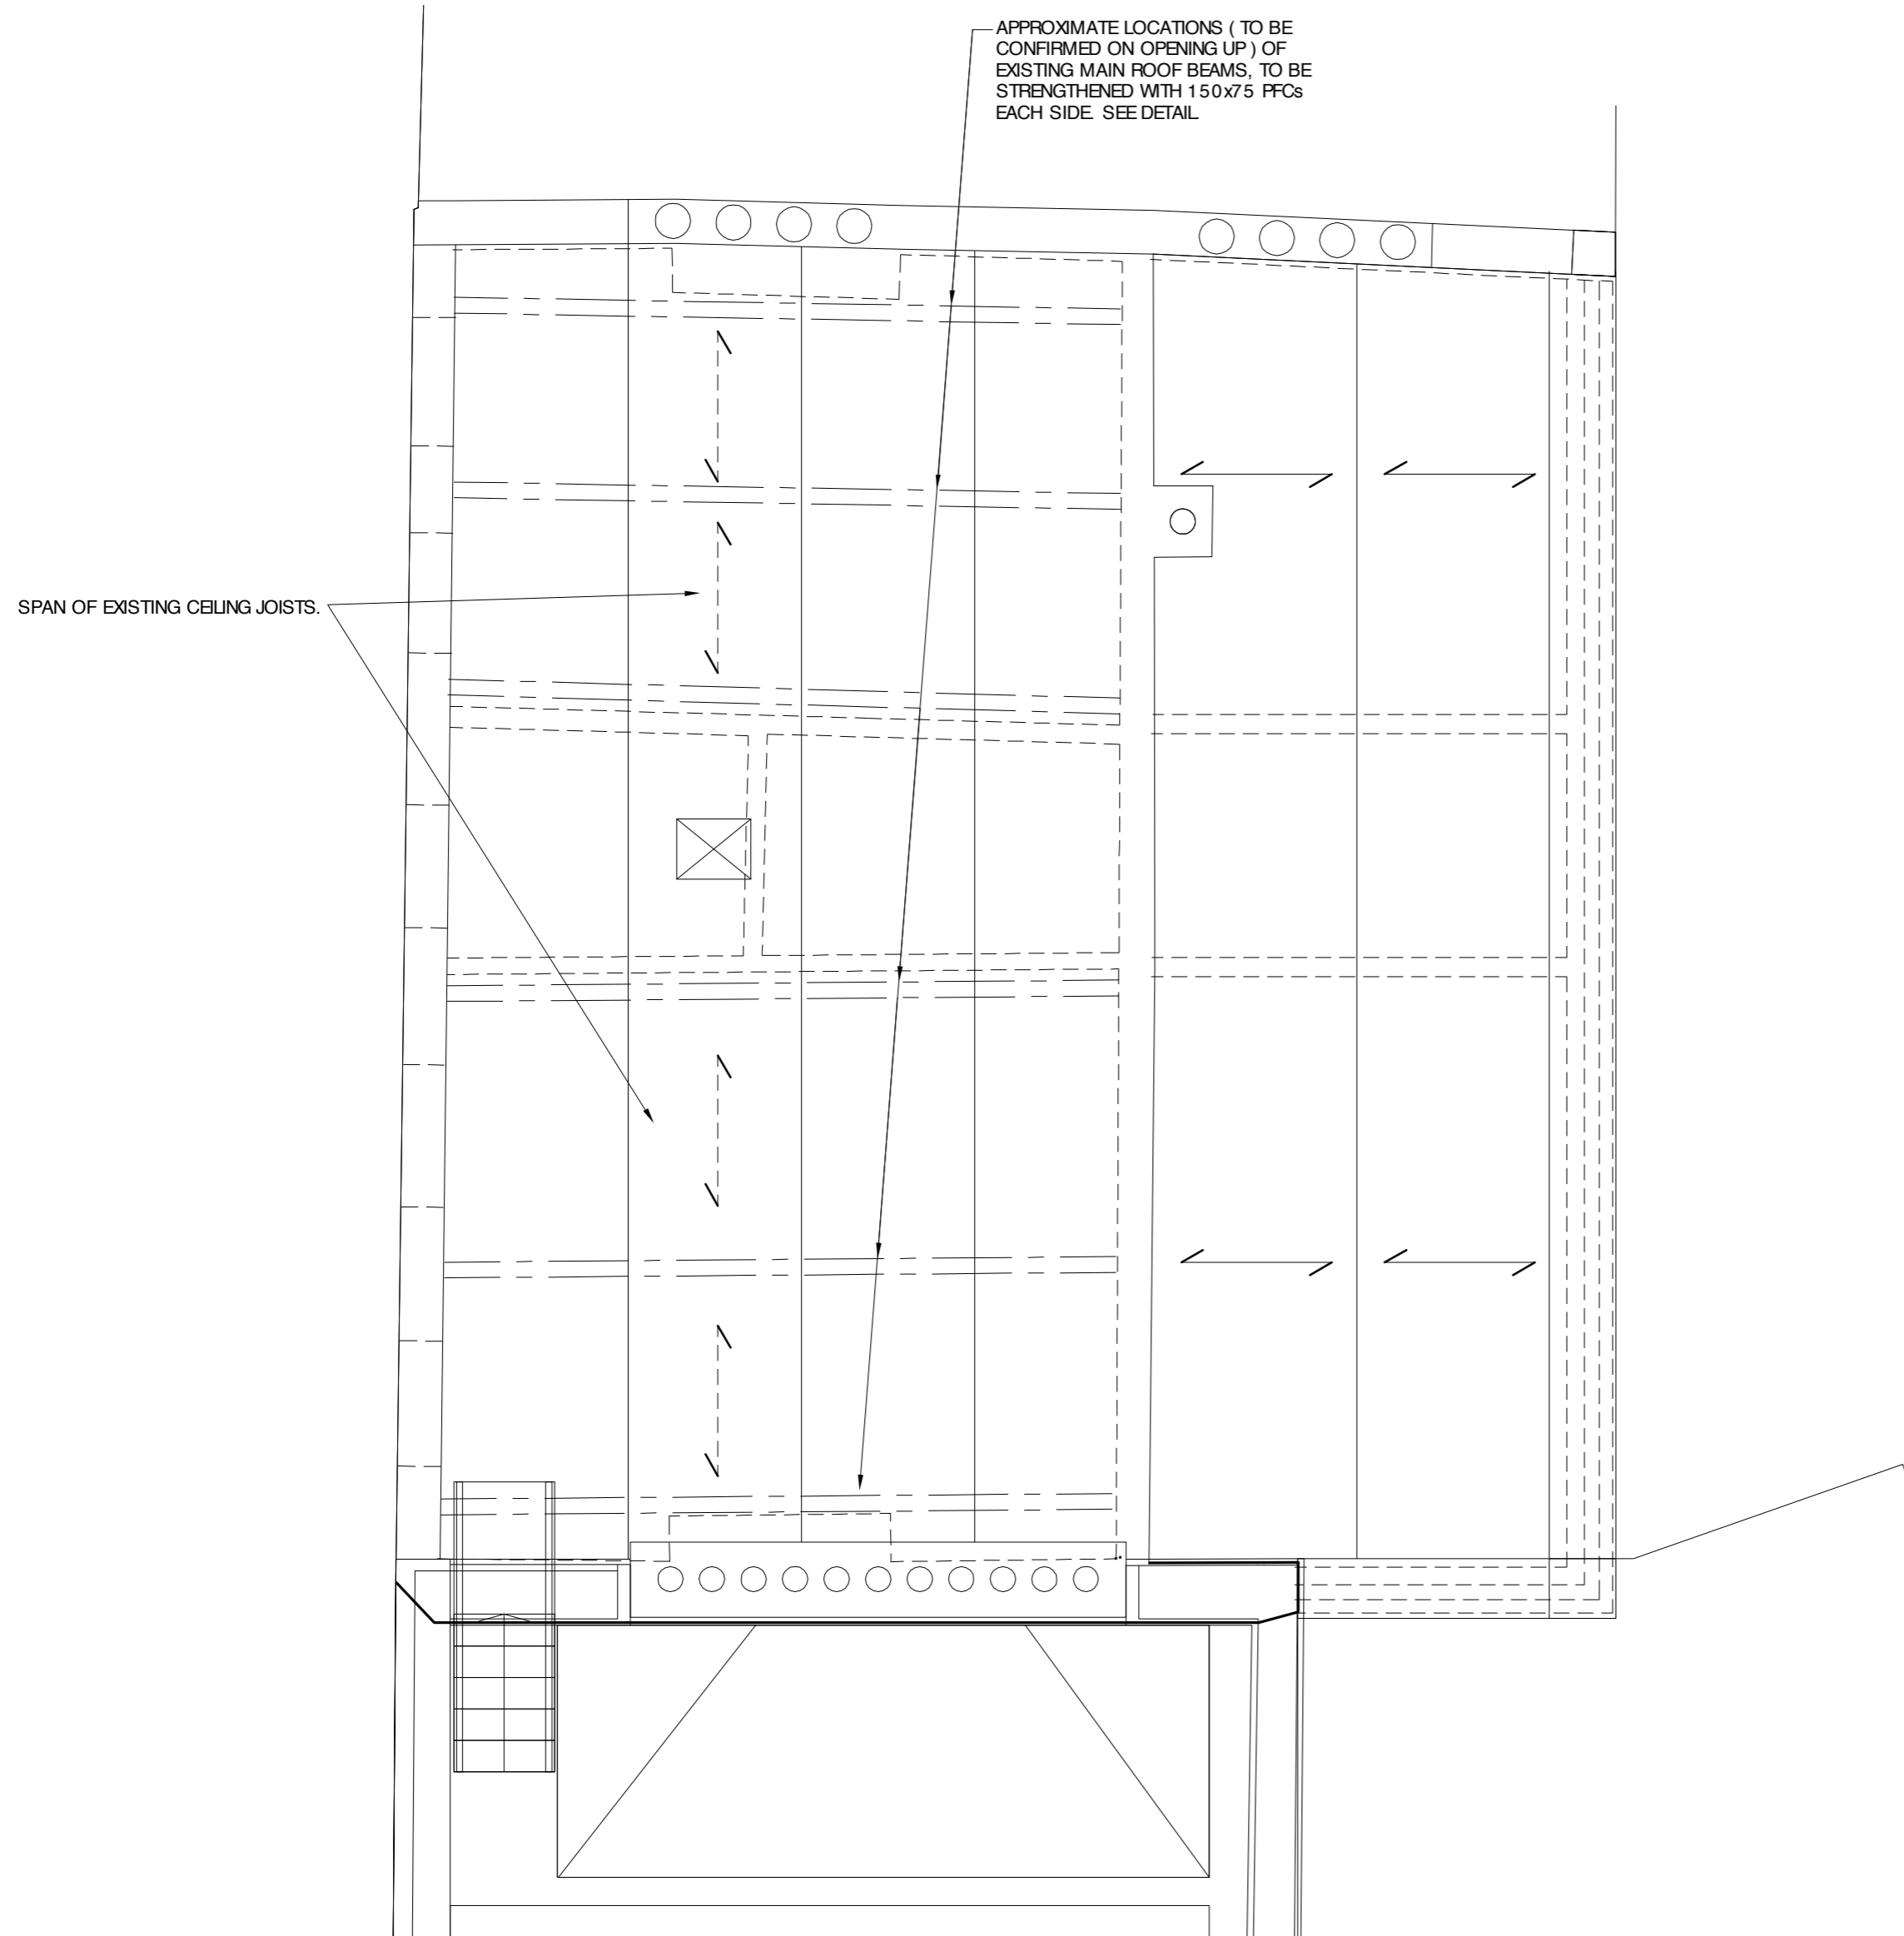 APPROXIMATE LOCATIONS ( TO BE
CONFIRMED ON OPENING UP ) OF
EXISTING MAIN ROOF BEAMS, TO BE
STRENGTHENED WITH 150x75 PFCs
EACH SIDE. SEE DETAIL
SPAN OF EXISTING CEILING JOISTS.